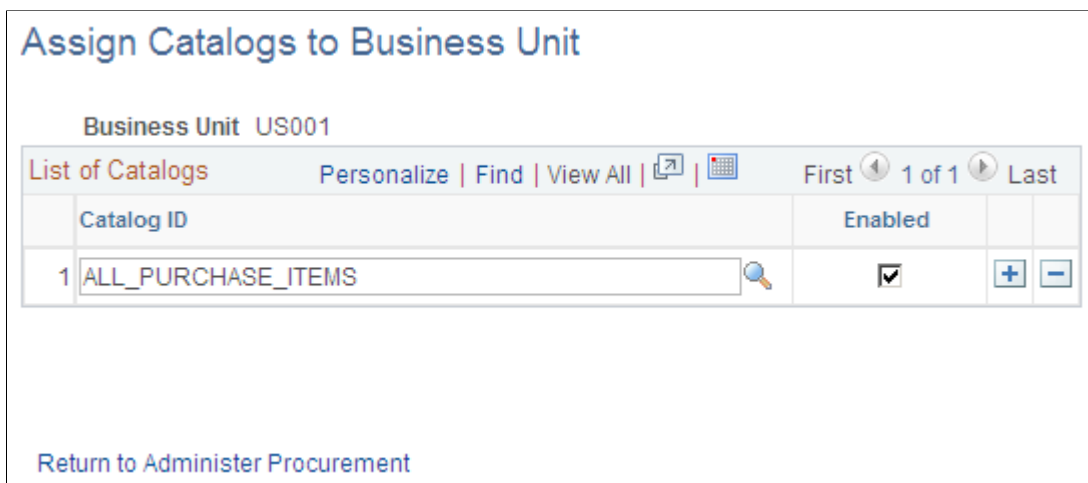 Assign Catalogs to Business Unit
Business Unit US001
List of Catalogs Personalize | Find | View All | | First 1 of 1 Last
Catalog ID Enabled
1 ALL_PURCHASE_ITEMS
Return to Administer Procurement